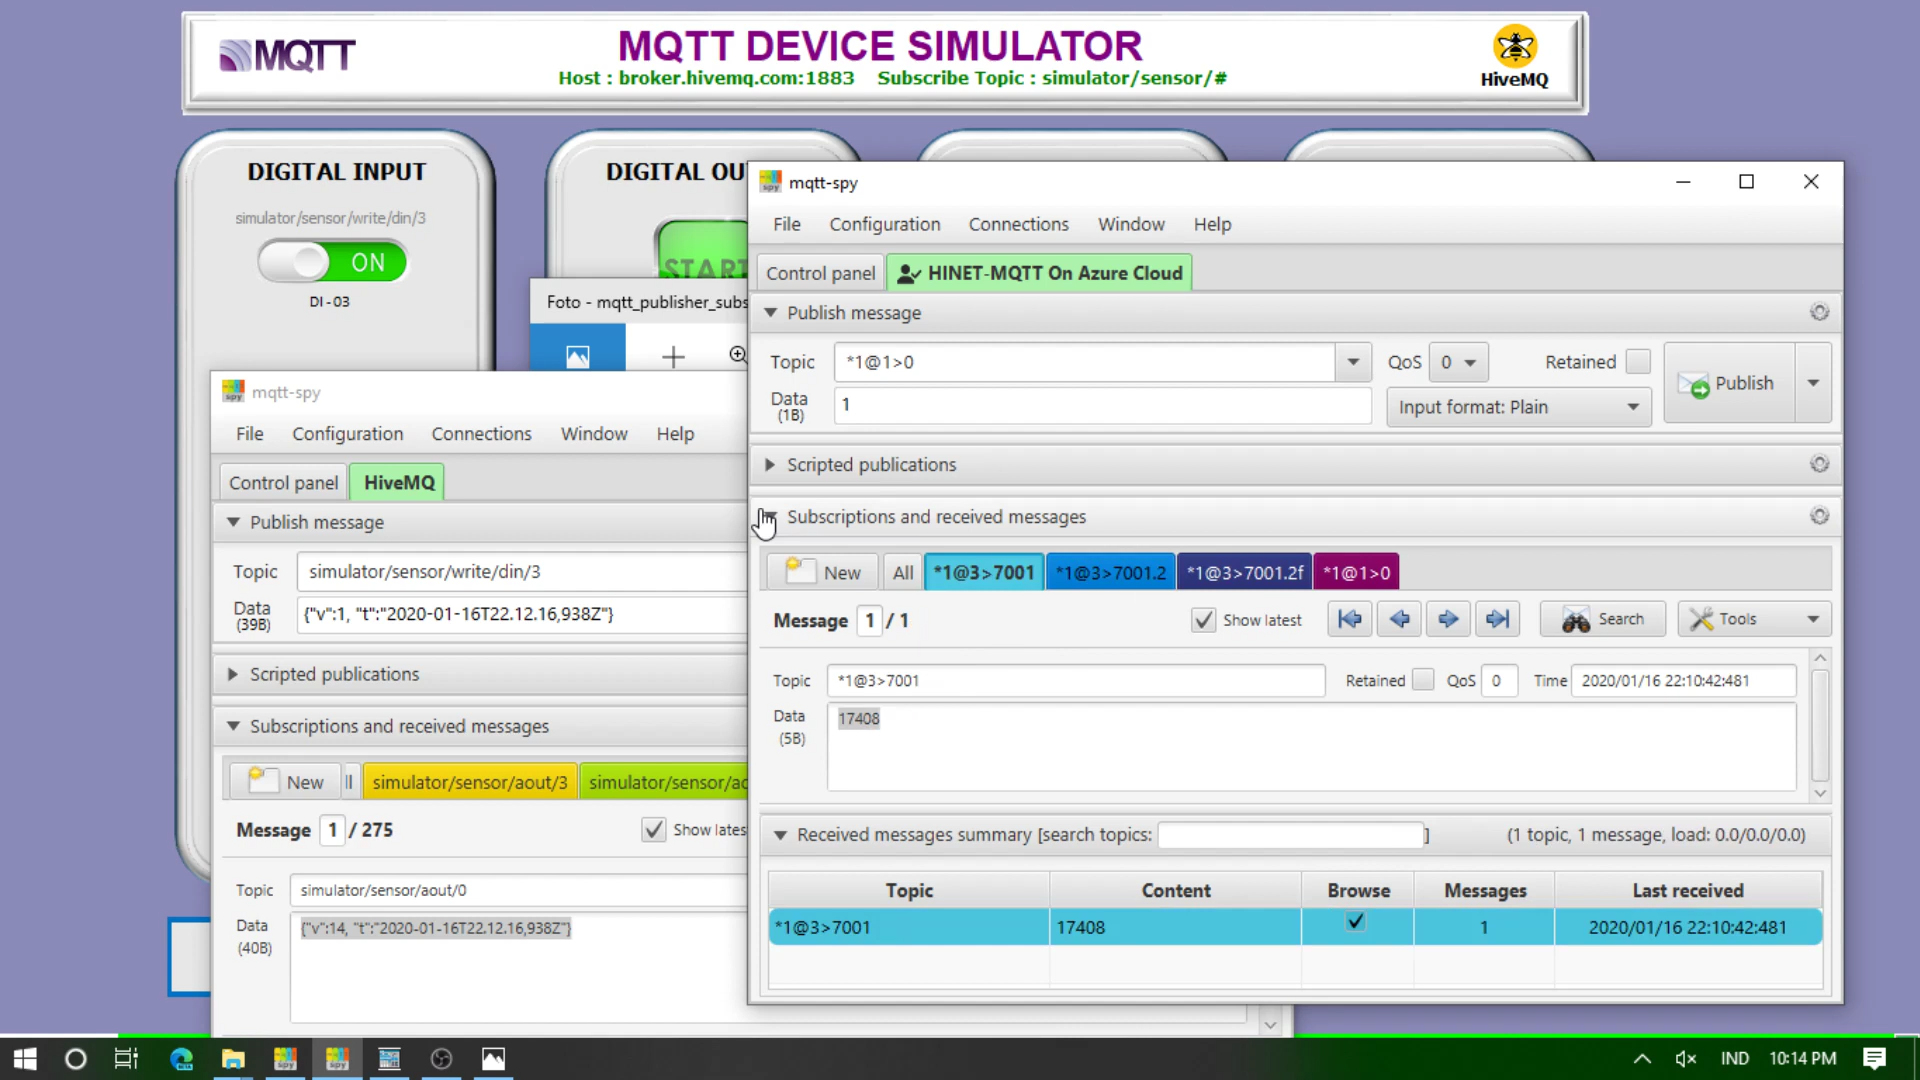 MQTT
MQTT DEVICE SIMULATOR
Host : broker.hivemq.com:1883 Subscribe Topic : simulator/sensor/#
HiveMQ
DIGITAL INPUT
simulator/sensor/write/din/3
ON
DI - 03
DIGITAL OU
START
Foto - mqtt_publisher_subs
mqtt-spy
File Configuration Connections Window Help
Control panel HiveMQ
Publish message
Topic simulator/sensor/write/din/3
Data {"v":1, "t":"2020-01-16T22.12.16,938Z"}
(39B)
Scripted publications
Subscriptions and received messages
New ll simulator/sensor/aout/3 simulator/sensor/ao
Message 1 / 275 Show lates
Topic simulator/sensor/aout/0
Data {"v":14, "t":"2020-01-16T22.12.16,938Z"}
(40B)
spy mqtt-spy
File Configuration Connections Window Help
Control panel HINET-MQTT On Azure Cloud
Publish message
Topic *1@1>0 QoS 0 Retained Publish
Data 1 Input format: Plain
(1B)
Scripted publications
Subscriptions and received messages
New All *1@3>7001 *1@3>7001.2 *1@3>7001.2f *1@1>0
Message 1 / 1 Show latest Search Tools
Topic *1@3>7001 Retained QoS 0 Time 2020/01/16 22:10:42:481
Data 17408
(5B)
Received messages summary [search topics: ] (1 topic, 1 message, load: 0.0/0.0/0.0)
Topic Content Browse Messages Last received
*1@3>7001 17408 1 2020/01/16 22:10:42:481
IND 10:14 PM